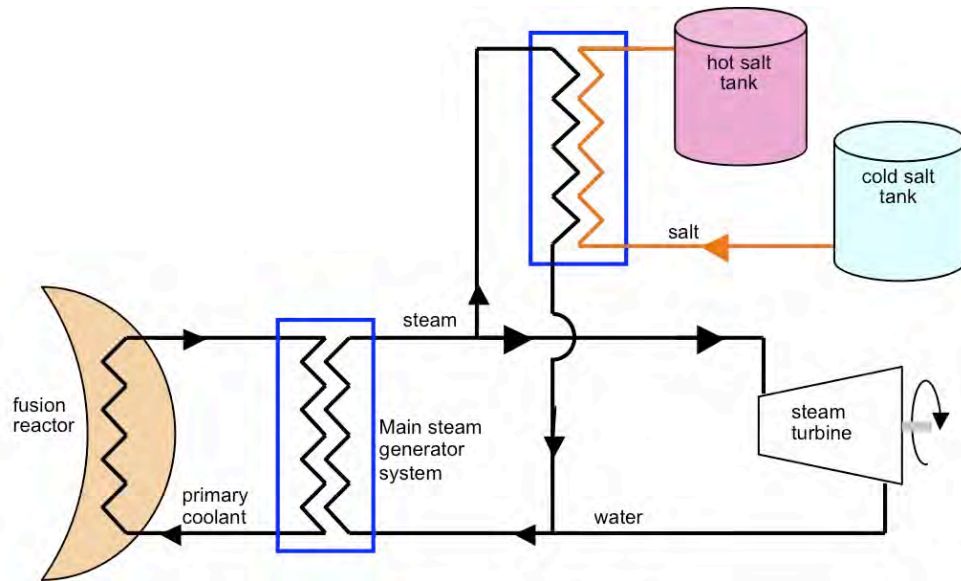 hot salt
tank
cold salt
tank
salt
steam
fusion
reactor
Main steam
generator
system
steam
turbine
primary
coolant
water